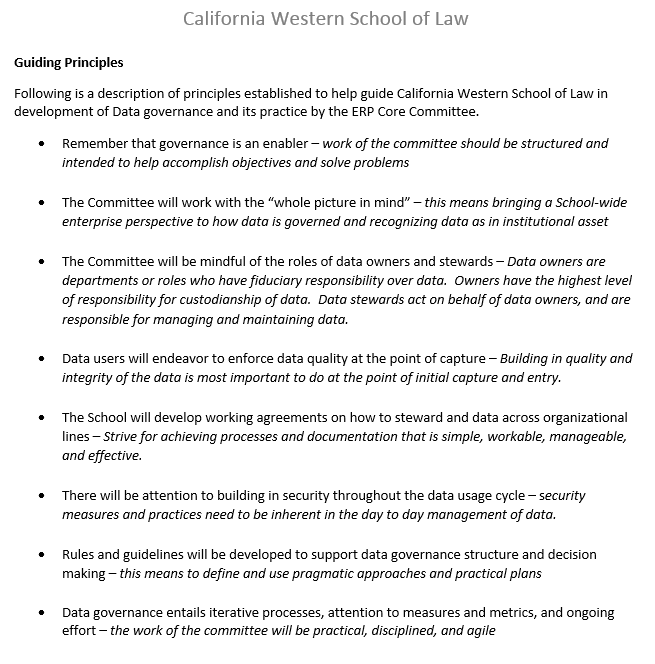 California Western School of Law
Guiding Principles
Following is a description of principles established to help guide California Western School of Law in
development of Data governance and its practice by the ERP Core Committee.
• Remember that governance is an enabler – work of the committee should be structured and
intended to help accomplish objectives and solve problems
• The Committee will work with the “whole picture in mind” – this means bringing a School-wide
enterprise perspective to how data is governed and recognizing data as in institutional asset
• The Committee will be mindful of the roles of data owners and stewards – Data owners are
departments or roles who have fiduciary responsibility over data. Owners have the highest level
of responsibility for custodianship of data. Data stewards act on behalf of data owners, and are
responsible for managing and maintaining data.
• Data users will endeavor to enforce data quality at the point of capture – Building in quality and
integrity of the data is most important to do at the point of initial capture and entry.
• The School will develop working agreements on how to steward and data across organizational
lines – Strive for achieving processes and documentation that is simple, workable, manageable,
and effective.
• There will be attention to building in security throughout the data usage cycle – security
measures and practices need to be inherent in the day to day management of data.
• Rules and guidelines will be developed to support data governance structure and decision
making – this means to define and use pragmatic approaches and practical plans
• Data governance entails iterative processes, attention to measures and metrics, and ongoing
effort – the work of the committee will be practical, disciplined, and agile